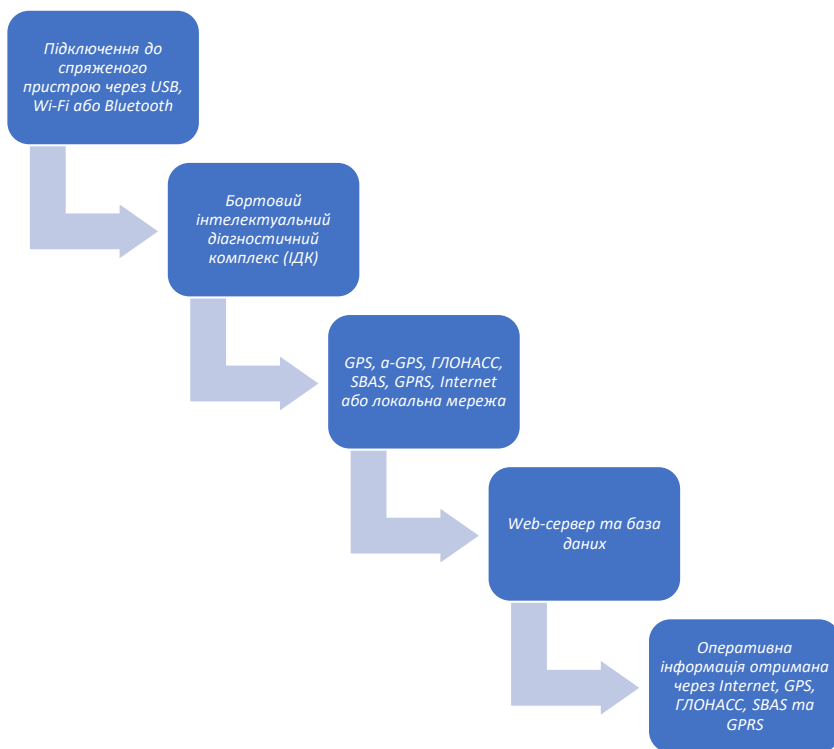 Підключення до
спряженого
пристрою через USB,
Wi-Fi або Bluetooth
Бортовий
інтелектуальний
діагностичний
комплекс (ІДК)
GPS, a-GPS, ГЛОНАСС,
SBAS, GPRS, Internet
або локальна мережа
Web-сервер та база
даних
Оперативна
інформація отримана
через Internet, GPS,
ГЛОНАСС, SBAS та
GPRS